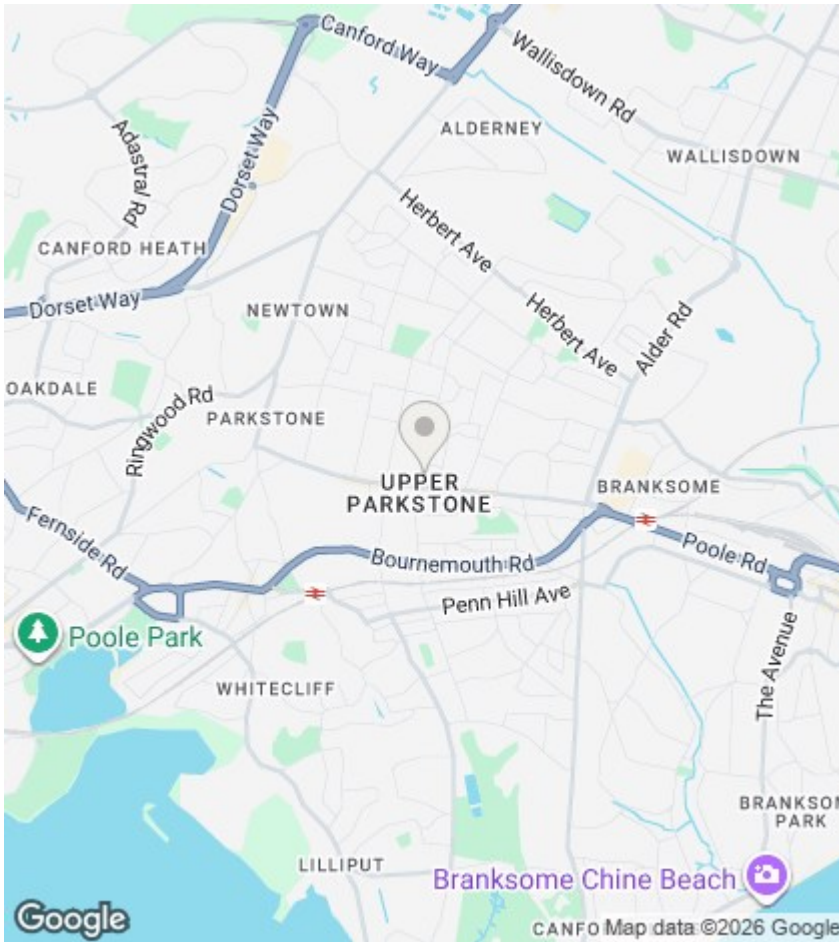 Canford Way
Wallisdown Rd
ALDERNEY
WALLISDOWN
Adastral Rd
Dorset Way
Herbert Ave
CANFORD HEATH
Dorset Way
NEWTOWN
Herbert Ave
Alder Rd
OAKDALE
Ringwood Rd
PARKSTONE
UPPER
PARKSTONE
BRANKSOME
Fernside Rd
Bournemouth Rd
Poole Rd
Penn Hill Ave
Poole Park
The Avenue
WHITECLIFF
BRANKSOM
PARK
LILLIPUT
Branksome Chine Beach
Google
CANFO
Map data ©2026 Google